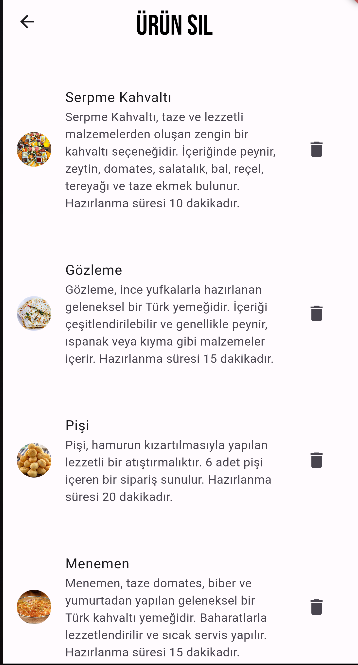 ÜRÜN SİL
Serpme Kahvaltı
Serpme Kahvaltı, taze ve lezzetli
malzemelerden oluşan zengin bir
kahvaltı seçeneğidir. İçeriğinde peynir,
zeytin, domates, salatalık, bal, reçel,
tereyağı ve taze ekmek bulunur.
Hazırlanma süresi 10 dakikadır.
Gözleme
Gözleme, ince yufkalarla hazırlanan
geleneksel bir Türk yemeğidir. İçeriği
çeşitlendirilebilir ve genellikle peynir,
ıspanak veya kıyma gibi malzemeler
içerir. Hazırlanma süresi 15 dakikadır.
Pişi
Pişi, hamurun kızartılmasıyla yapılan
lezzetli bir atıştırmalıktır. 6 adet pişi
içeren bir sipariş sunulur. Hazırlanma
süresi 20 dakikadır.
Menemen
Menemen, taze domates, biber ve
yumurtadan yapılan geleneksel bir
Türk kahvaltı yemeğidir. Baharatlarla
lezzetlendirilir ve sıcak servis yapılır.
Hazırlanma süresi 15 dakikadır.